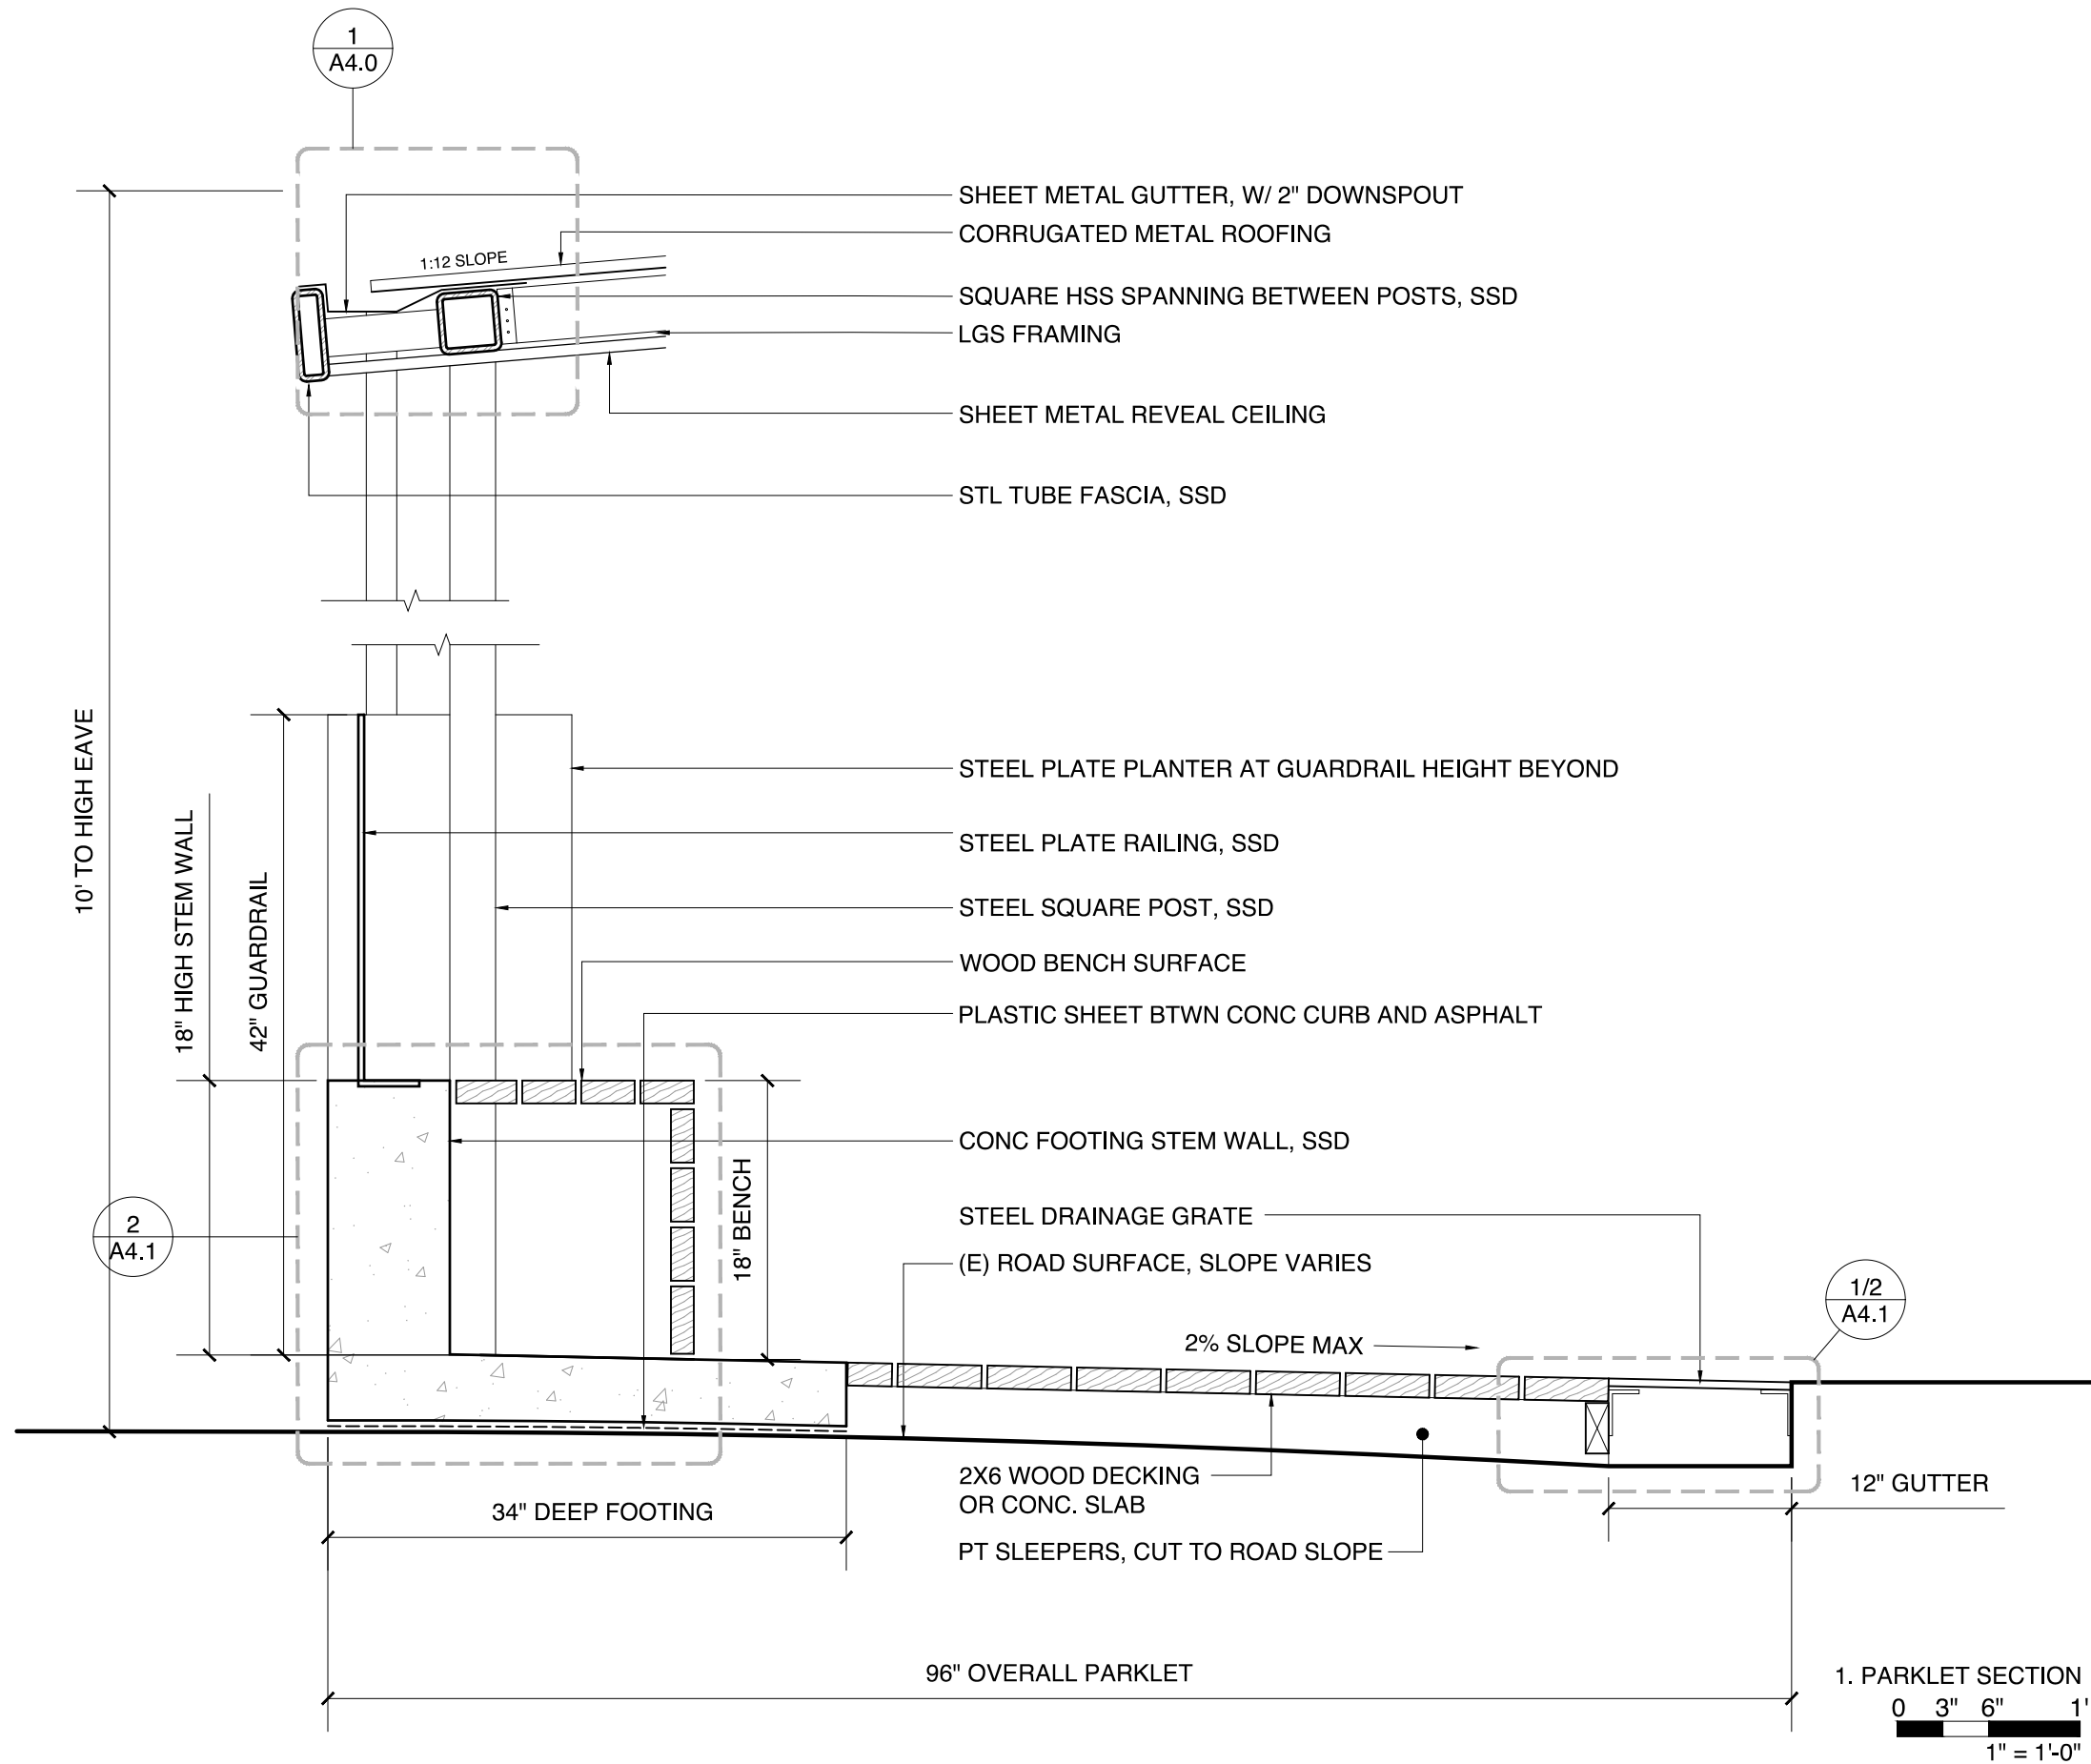 1
A4.0
SHEET METAL GUTTER, W/ 2" DOWNSPOUT
CORRUGATED METAL ROOFING
1:12 SLOPE
SQUARE HSS SPANNING BETWEEN POSTS, SSD
LGS FRAMING
SHEET METAL REVEAL CEILING
STL TUBE FASCIA, SSD
10' TO HIGH EAVE
18" HIGH STEM WALL
42" GUARDRAIL
STEEL PLATE PLANTER AT GUARDRAIL HEIGHT BEYOND
STEEL PLATE RAILING, SSD
STEEL SQUARE POST, SSD
WOOD BENCH SURFACE
PLASTIC SHEET BTWN CONC CURB AND ASPHALT
CONC FOOTING STEM WALL, SSD
18" BENCH
2
A4.1
STEEL DRAINAGE GRATE
(E) ROAD SURFACE, SLOPE VARIES
1/2
A4.1
2% SLOPE MAX
2X6 WOOD DECKING
OR CONC. SLAB
12" GUTTER
34" DEEP FOOTING
PT SLEEPERS, CUT TO ROAD SLOPE
96" OVERALL PARKLET
1. PARKLET SECTION
0 3" 6" 1'
1" = 1'-0"